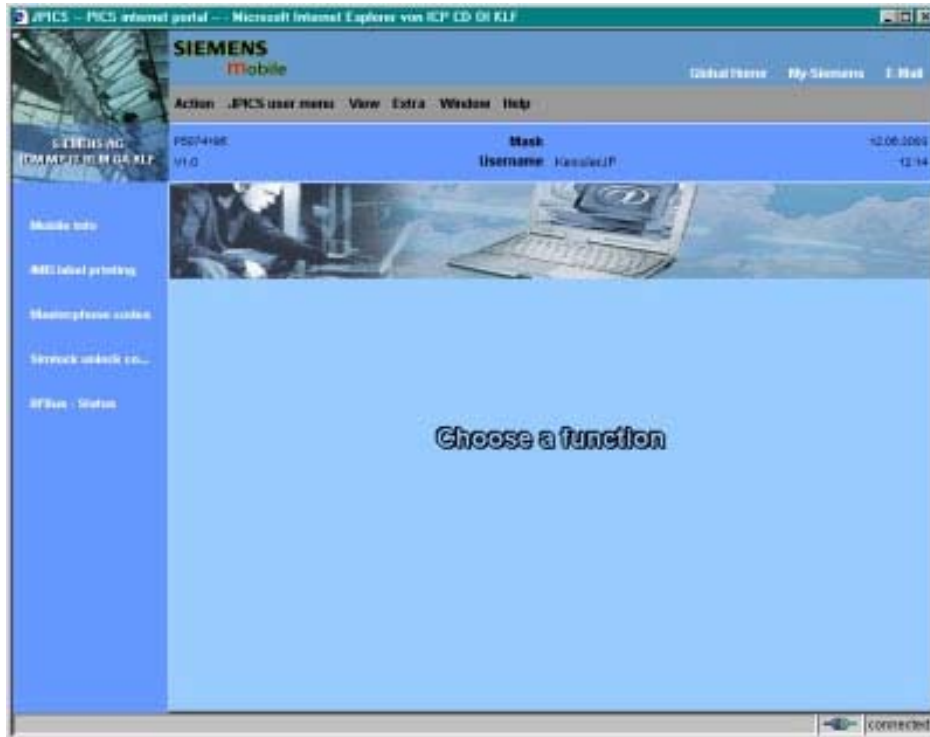 JPICS -- PICS internet portal -- - Microsoft Internet Explorer von ICP CD OI KLF
SIEMENS
mobile
Global Home My-Siemens E-Mail
Action JPICS user menu View Extra Window Help
SIEMENS AG
Mask
V1.0
Username KesslerJP
12:14
Mobile Info
IMEI label printing
Masterphone codes
Simlock unlock co...
Status
Choose a function
connected